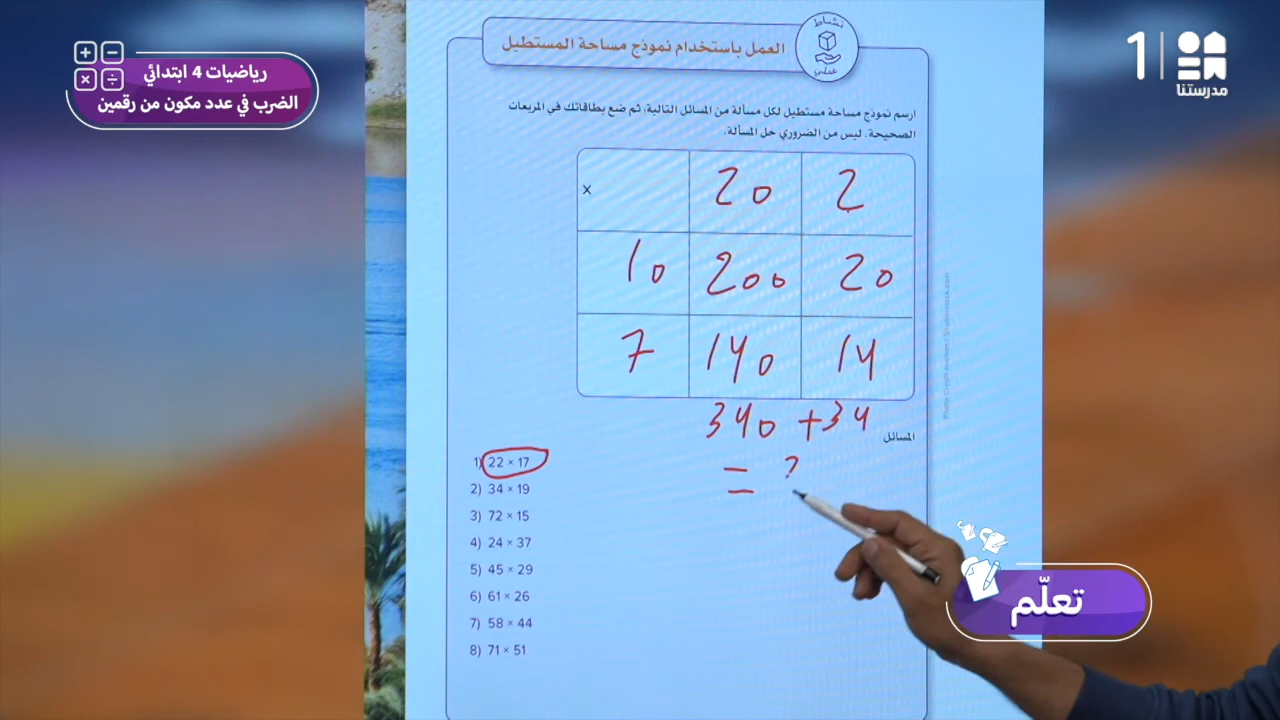 رياضيات 4 ابتدائي
الضرب في عدد مكون من رقمين
1
مدرستنا
نشاط
عملي
العمل باستخدام نموذج مساحة المستطيل
ارسم نموذج مساحة مستطيل لكل مسألة من المسائل التالية، ثم ضع بطاقاتك في المربعات
الصحيحة. ليس من الضروري حل المسألة.
× 20 2
10 200 20
7 140 14
340 + 34
= ?
المسائل
1) 22 × 17
2) 34 × 19
3) 72 × 15
4) 24 × 37
5) 45 × 29
6) 61 × 26
7) 58 × 44
8) 71 × 51
تعلّم